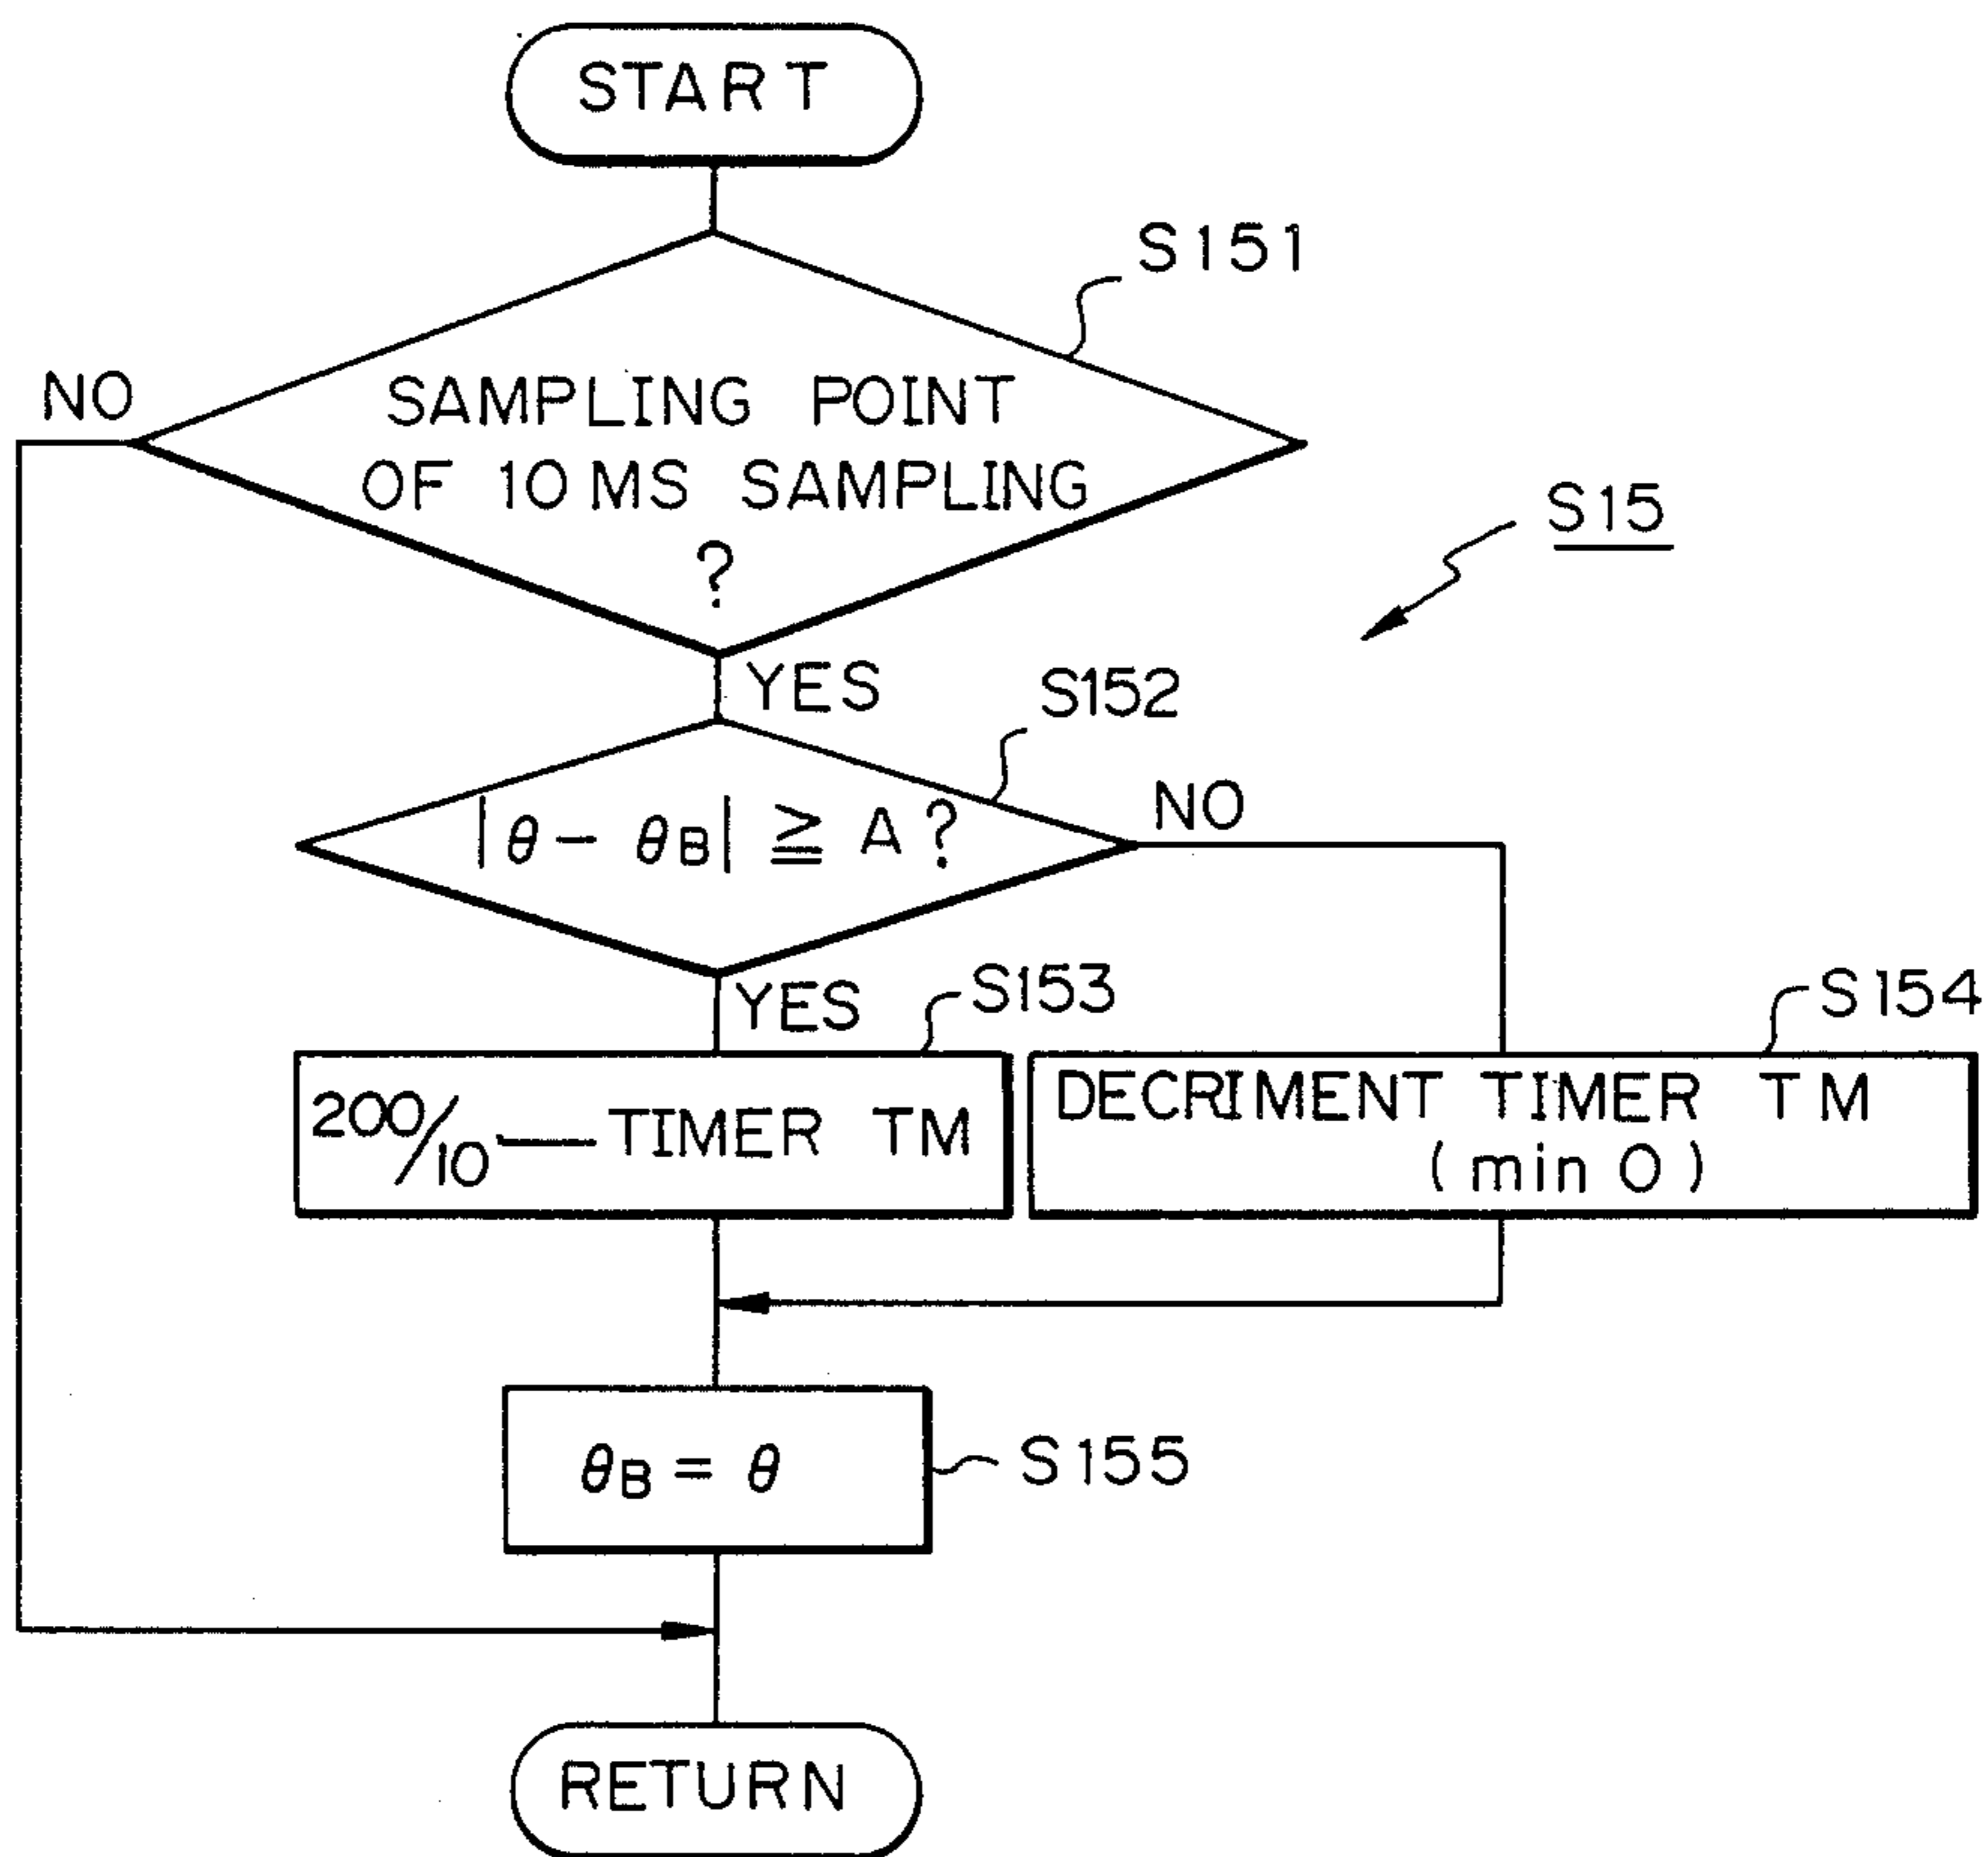 START
S151
NO
SAMPLING POINT
OF 10 MS SAMPLING
?
S15
YES
S152
|θ - θB| ≧ A ?
NO
YES
S153
S154
200/10 — TIMER TM
DECRIMENT TIMER TM
(min 0)
θB = θ
S155
RETURN